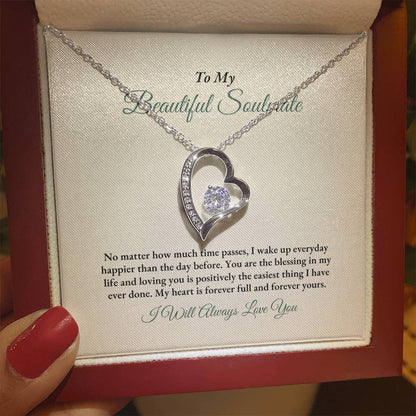 To My
Beautiful Soulmate
No matter how much time passes, I wake up everyday
happier than the day before. You are the blessing in my
life and loving you is positively the easiest thing I have
ever done. My heart is forever full and forever yours.
I Will Always Love You